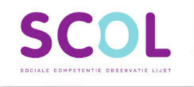 SCOL
SOCIALE COMPETENTIE OBSERVATIE LIJST